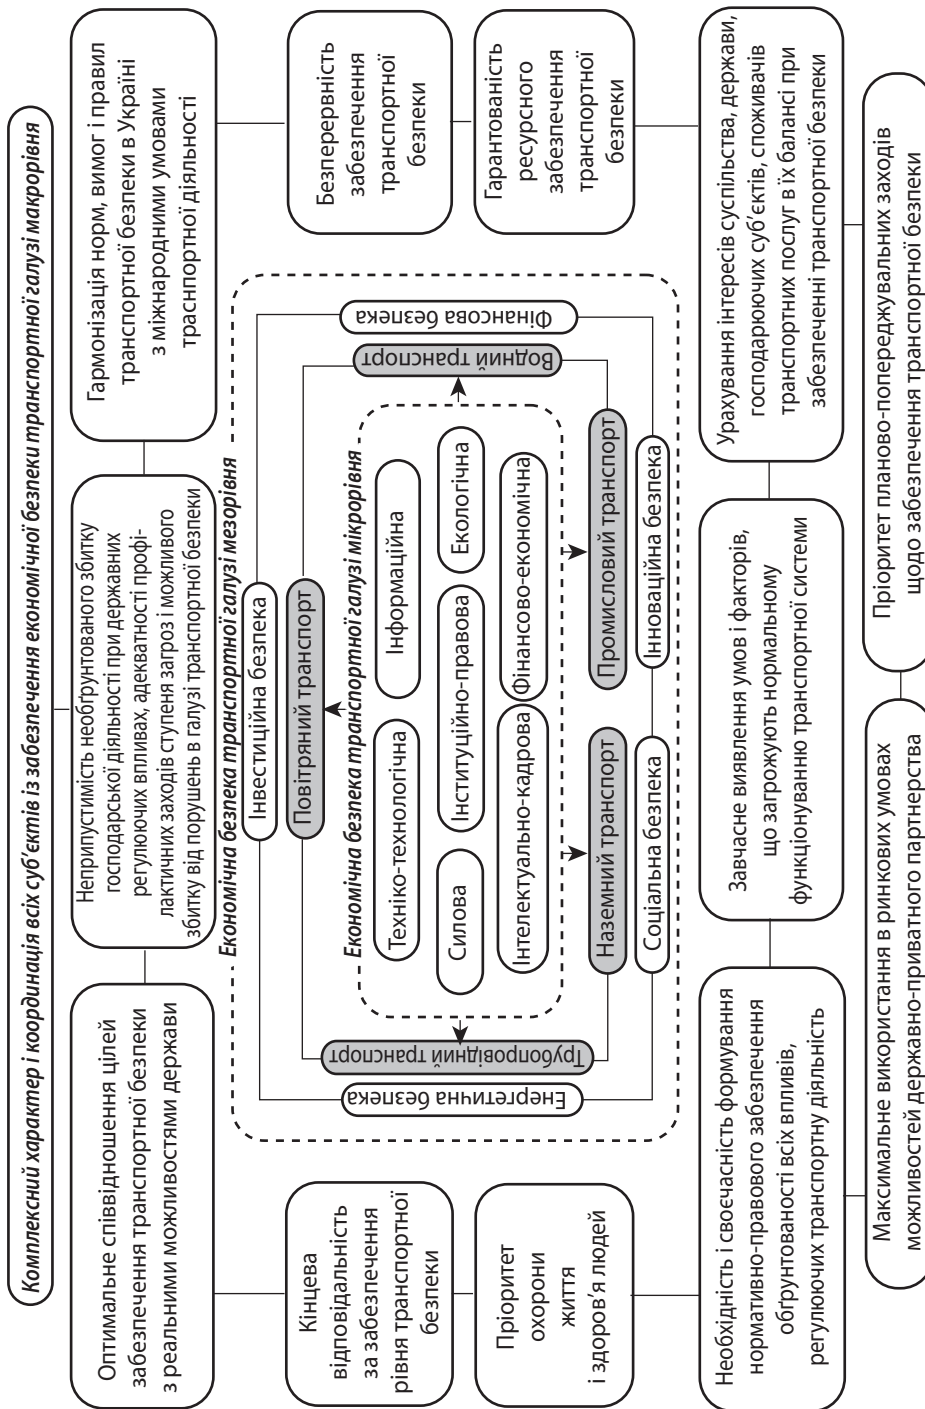 Комплексний характер і координація всіх суб’єктів із забезпечення економічної безпеки транспортної галузі макрорівня
Оптимальне співвідношення цілей
забезпечення транспортної безпеки
з реальними можливостями держави
Неприпустимість необґрунтованого збитку
господарської діяльності при державних
регулюючих впливах, адекватності профі-
лактичних заходів ступеня загроз і можливого
збитку від порушень в галузі транспортної безпеки
Гармонізація норм, вимог і правил
транспортної безпеки в Україні
з міжнародними умовами
траснпортної діяльності
Кінцева
відповідальність
за забезпечення
рівня транспортної
безпеки
Пріоритет
охорони
життя
і здоров’я людей
Економічна безпека транспортної галузі мезорівня
Інвестиційна безпека
Повітряний транспорт
Енергетична безпека
Трубопровідний транспорт
Економічна безпека транспортної галузі мікрорівня
Техніко-технологічна
Інформаційна
Силова
Інституційно-правова
Екологічна
Інтелектуально-кадрова
Фінансово-економічна
Водний транспорт
Фінансова безпека
Наземний транспорт
Промисловий транспорт
Соціальна безпека
Інноваційна безпека
Безперервність
забезпечення
транспортної
безпеки
Гарантованість
ресурсного
забезпечення
транспортної
безпеки
Необхідність і своєчасність формування
нормативно-правового забезпечення
обґрунтованості всіх впливів,
регулюючих транспортну діяльність
Завчасне виявлення умов і факторів,
що загрожують нормальному
функціонуванню транспортної системи
Урахування інтересів суспільства, держави,
господарюючих суб’єктів, споживачів
транспортних послуг в їх балансі при
забезпеченні транспортної безпеки
Максимальне використання в ринкових умовах
можливостей державно-приватного партнерства
Пріоритет планово-попереджувальних заходів
щодо забезпечення транспортної безпеки